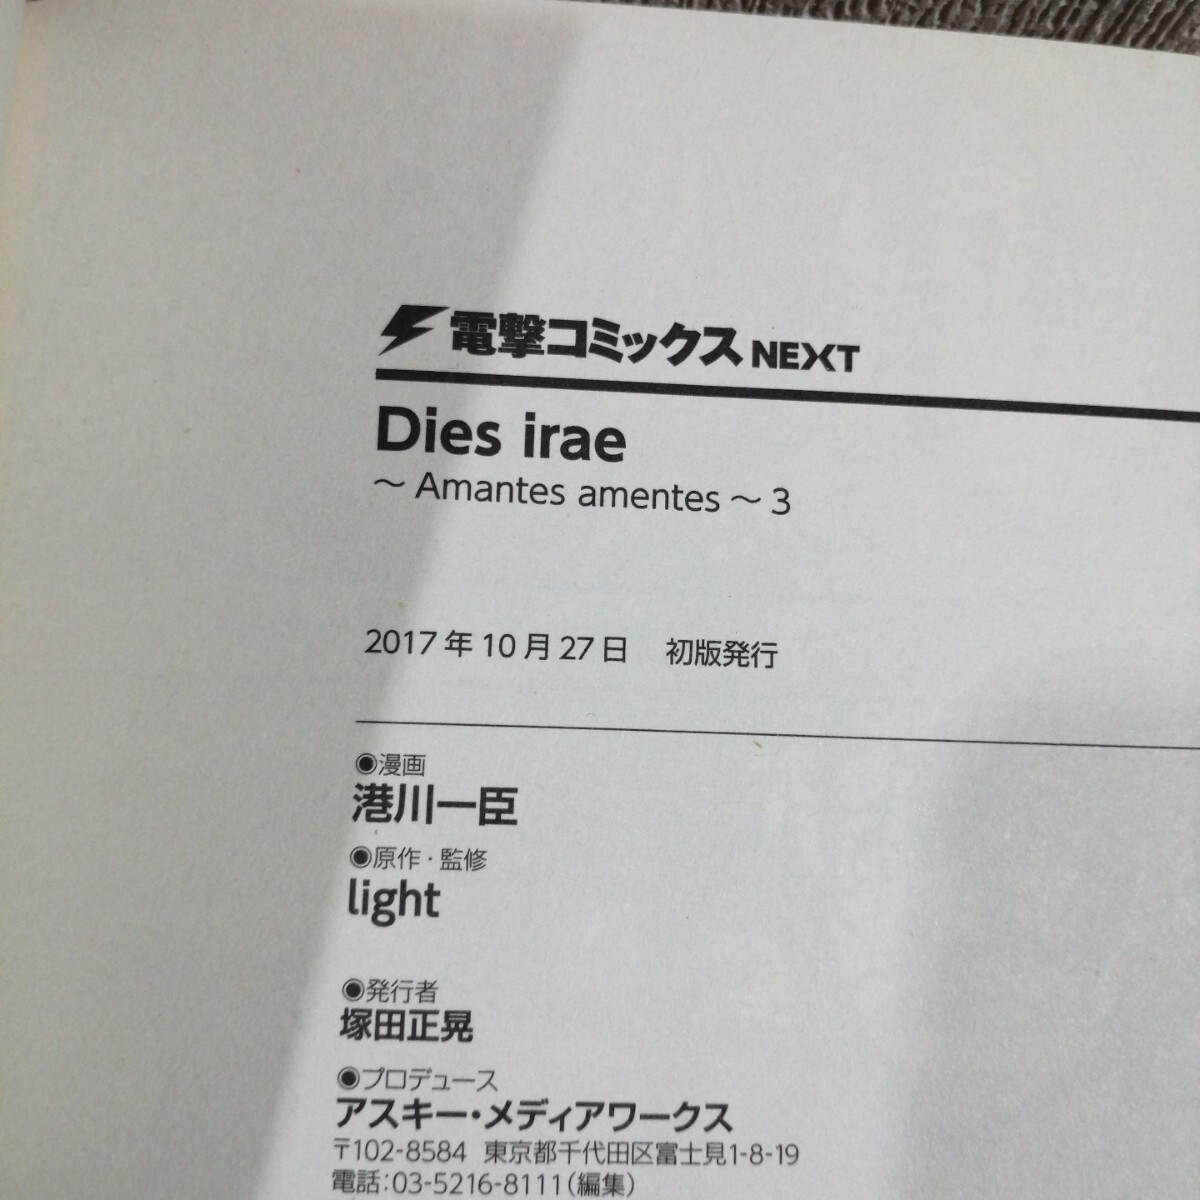 電撃コミックス NEXT
Dies irae
～ Amantes amentes ～ 3
2017年10月27日　初版発行
◉漫画
港川一臣
◉原作・監修
light
◉発行者
塚田正晃
◉プロデュース
アスキー・メディアワークス
〒102-8584 東京都千代田区富士見1-8-19
電話:03-5216-8111(編集)